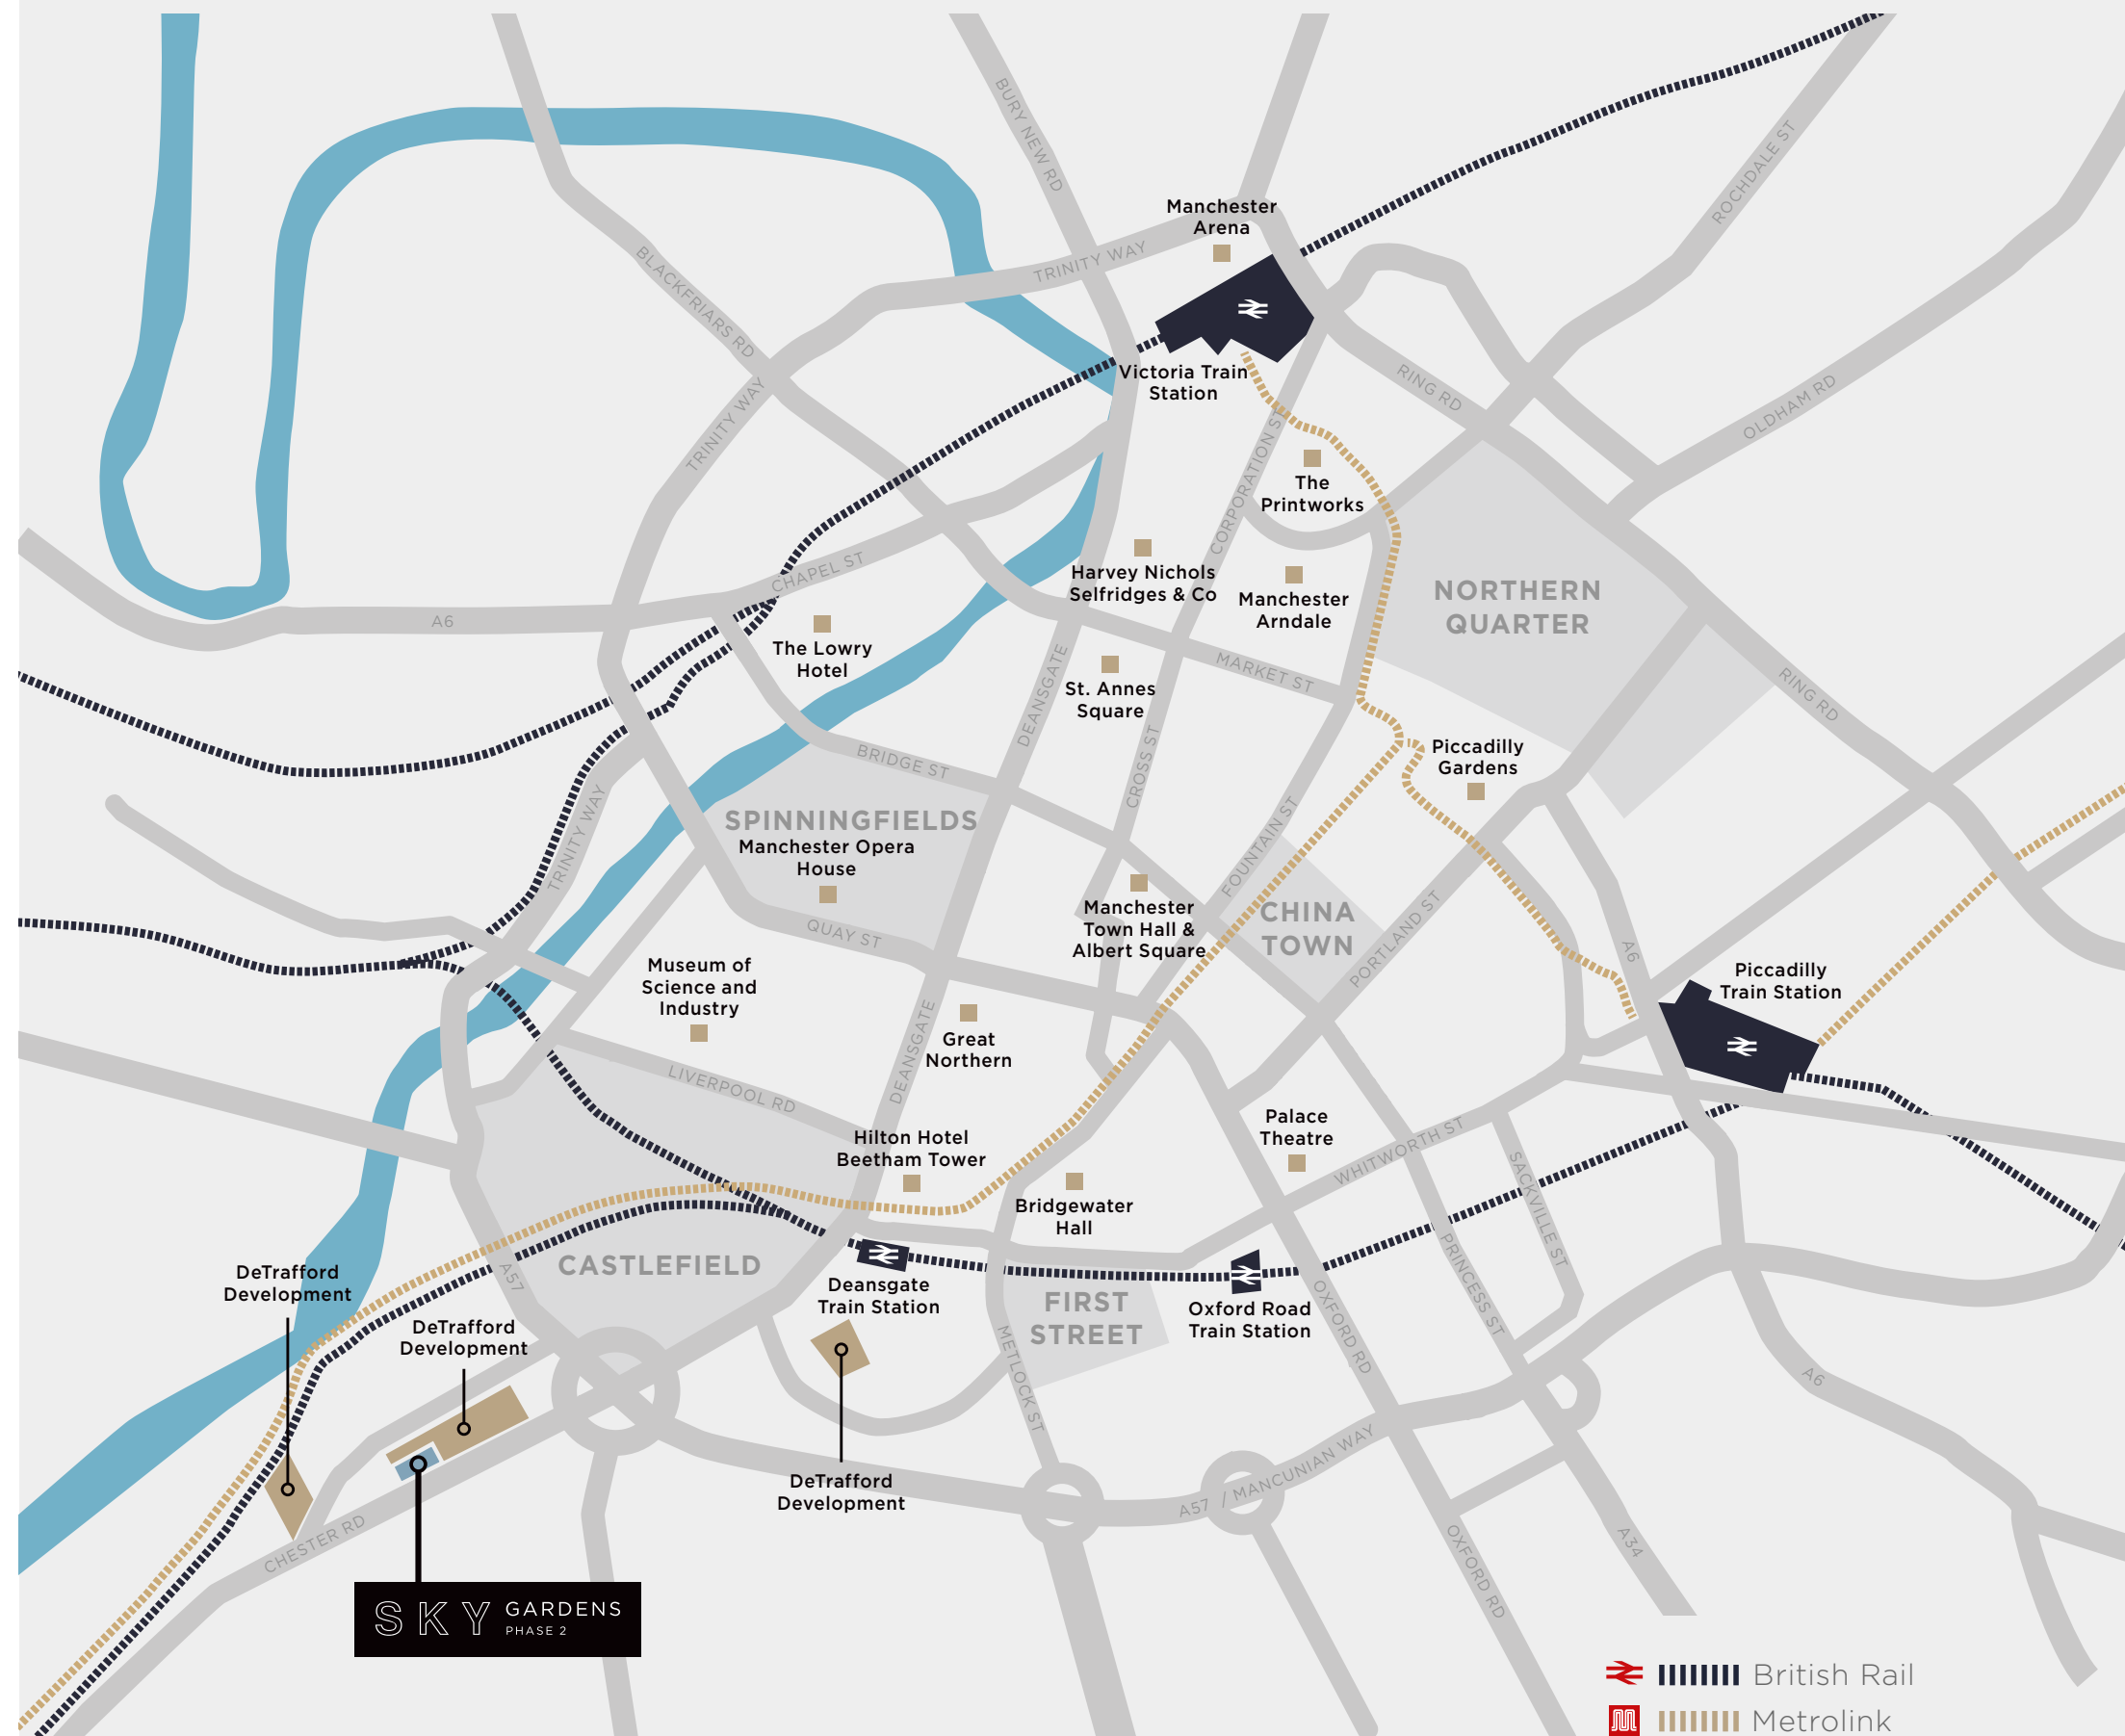 BURY NEW RD
ROCHDALE ST
Manchester
Arena
TRINITY WAY
BLACKFRIARS RD
Victoria Train
Station
RING RD
OLDHAM RD
TRINITY WAY
CORPORATION ST
The
Printworks
CHAPEL ST
Harvey Nichols
Selfridges & Co
Manchester
Arndale
NORTHERN
QUARTER
A6
The Lowry
Hotel
DEANSGATE
St. Annes
Square
MARKET ST
RING RD
BRIDGE ST
CROSS ST
Piccadilly
Gardens
TRINITY WAY
SPINNINGFIELDS
Manchester Opera
House
FOUNTAIN ST
QUAY ST
Manchester
Town Hall &
Albert Square
CHINA
TOWN
PORTLAND ST
A6
Museum of
Science and
Industry
Piccadilly
Train Station
DEANSGATE
Great
Northern
LIVERPOOL RD
Hilton Hotel
Beetham Tower
Palace
Theatre
WHITWORTH ST
SACKVILLE ST
Bridgewater
Hall
A57
CASTLEFIELD
DeTrafford
Development
Deansgate
Train Station
FIRST
STREET
Oxford Road
Train Station
OXFORD RD
PRINCESS ST
DeTrafford
Development
METLOCK ST
A6
DeTrafford
Development
A57 / MANCUNIAN WAY
CHESTER RD
OXFORD RD
A34
SKY GARDENS
PHASE 2
British Rail
Metrolink